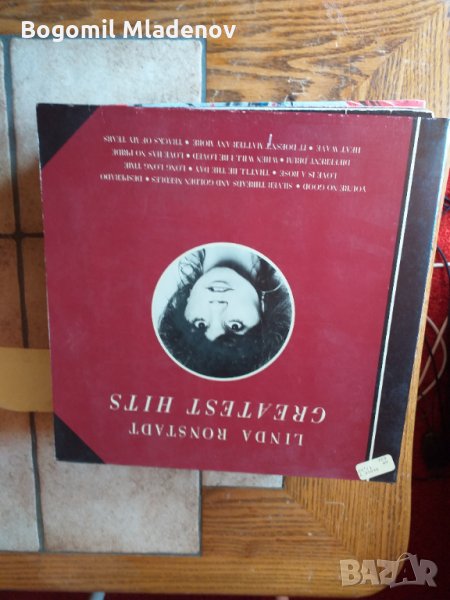 Bogomil Mladenov
LINDA RONSTADT
GREATEST HITS
YOU'RE NO GOOD • SILVER THREADS AND GOLDEN NEEDLES • DESPERADO
LOVE IS A ROSE • THAT'LL BE THE DAY • LONG LONG TIME
DIFFERENT DRUM • WHEN WILL I BE LOVED • LOVE HAS NO PRIDE
HEAT WAVE • IT DOESN'T MATTER ANY MORE • TRACKS OF MY TEARS
BAZAR